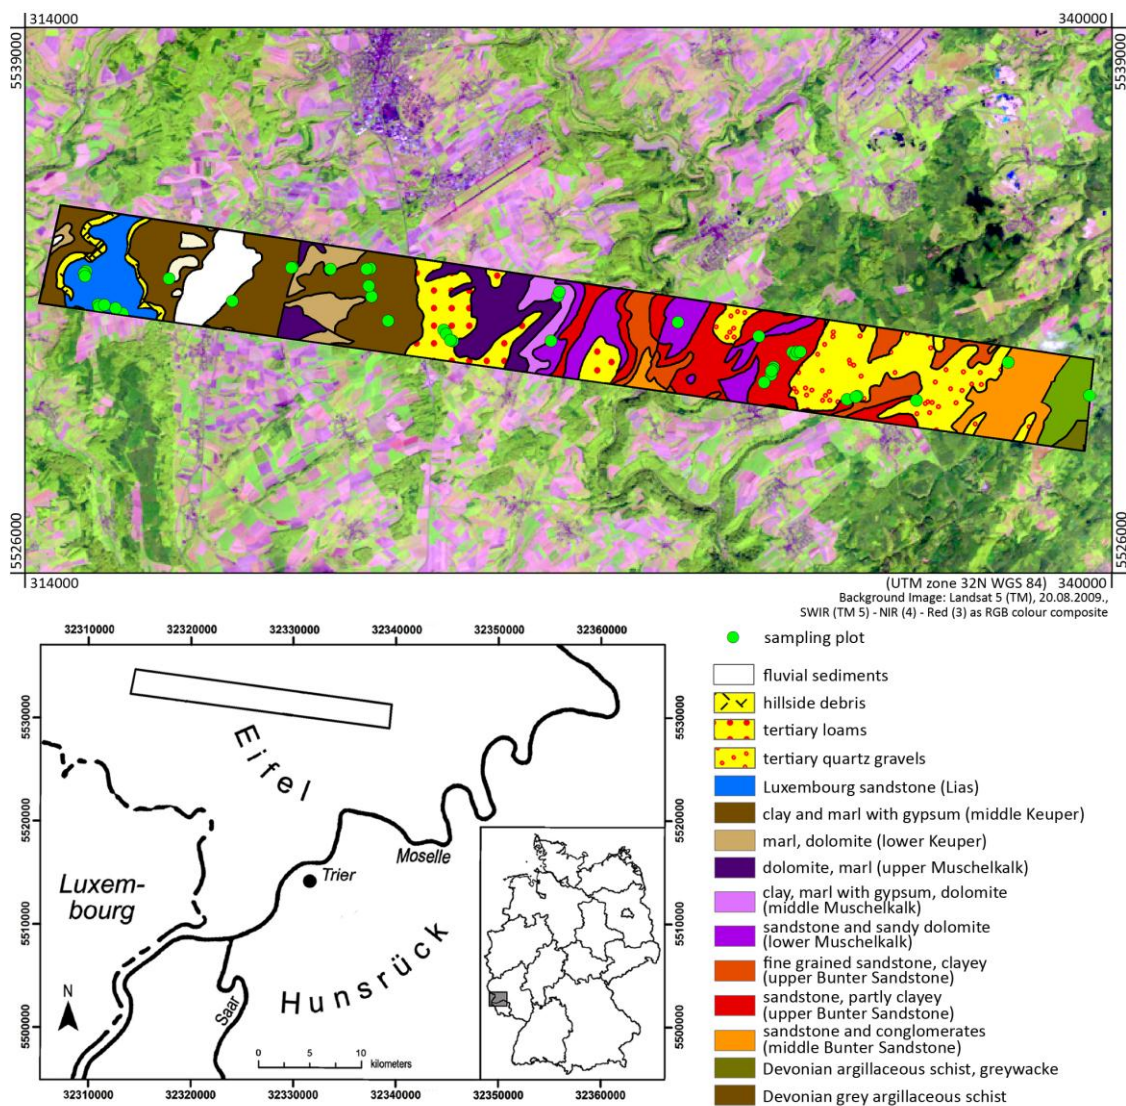 314000
340000
5539000
5539000
5526000
5526000
314000
(UTM zone 32N WGS 84) 340000
Background Image: Landsat 5 (TM), 20.08.2009.,
SWIR (TM 5) - NIR (4) - Red (3) as RGB colour composite
32310000 32320000 32330000 32340000 32350000 32360000
5530000
5530000
5520000
5520000
5510000
5510000
5500000
5500000
Eifel
Moselle
Trier
Luxem-
bourg
Hunsrück
Saar
N
0 5 10
kilometers
32310000 32320000 32330000 32340000 32350000 32360000
sampling plot
fluvial sediments
hillside debris
tertiary loams
tertiary quartz gravels
Luxembourg sandstone (Lias)
clay and marl with gypsum (middle Keuper)
marl, dolomite (lower Keuper)
dolomite, marl (upper Muschelkalk)
clay, marl with gypsum, dolomite
(middle Muschelkalk)
sandstone and sandy dolomite
(lower Muschelkalk)
fine grained sandstone, clayey
(upper Bunter Sandstone)
sandstone, partly clayey
(upper Bunter Sandstone)
sandstone and conglomerates
(middle Bunter Sandstone)
Devonian argillaceous schist, greywacke
Devonian grey argillaceous schist